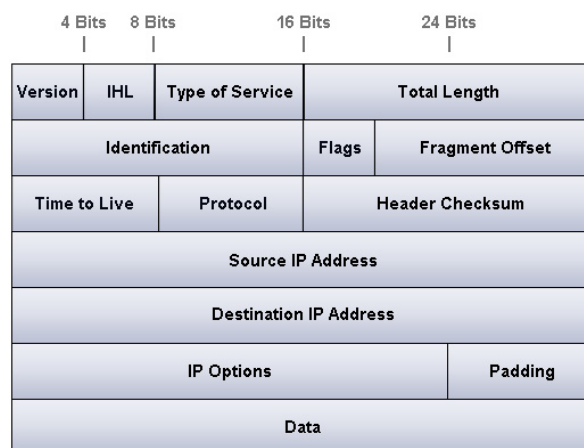 4 Bits 8 Bits 16 Bits 24 Bits
Version IHL Type of Service Total Length
Identification Flags Fragment Offset
Time to Live Protocol Header Checksum
Source IP Address
Destination IP Address
IP Options Padding
Data